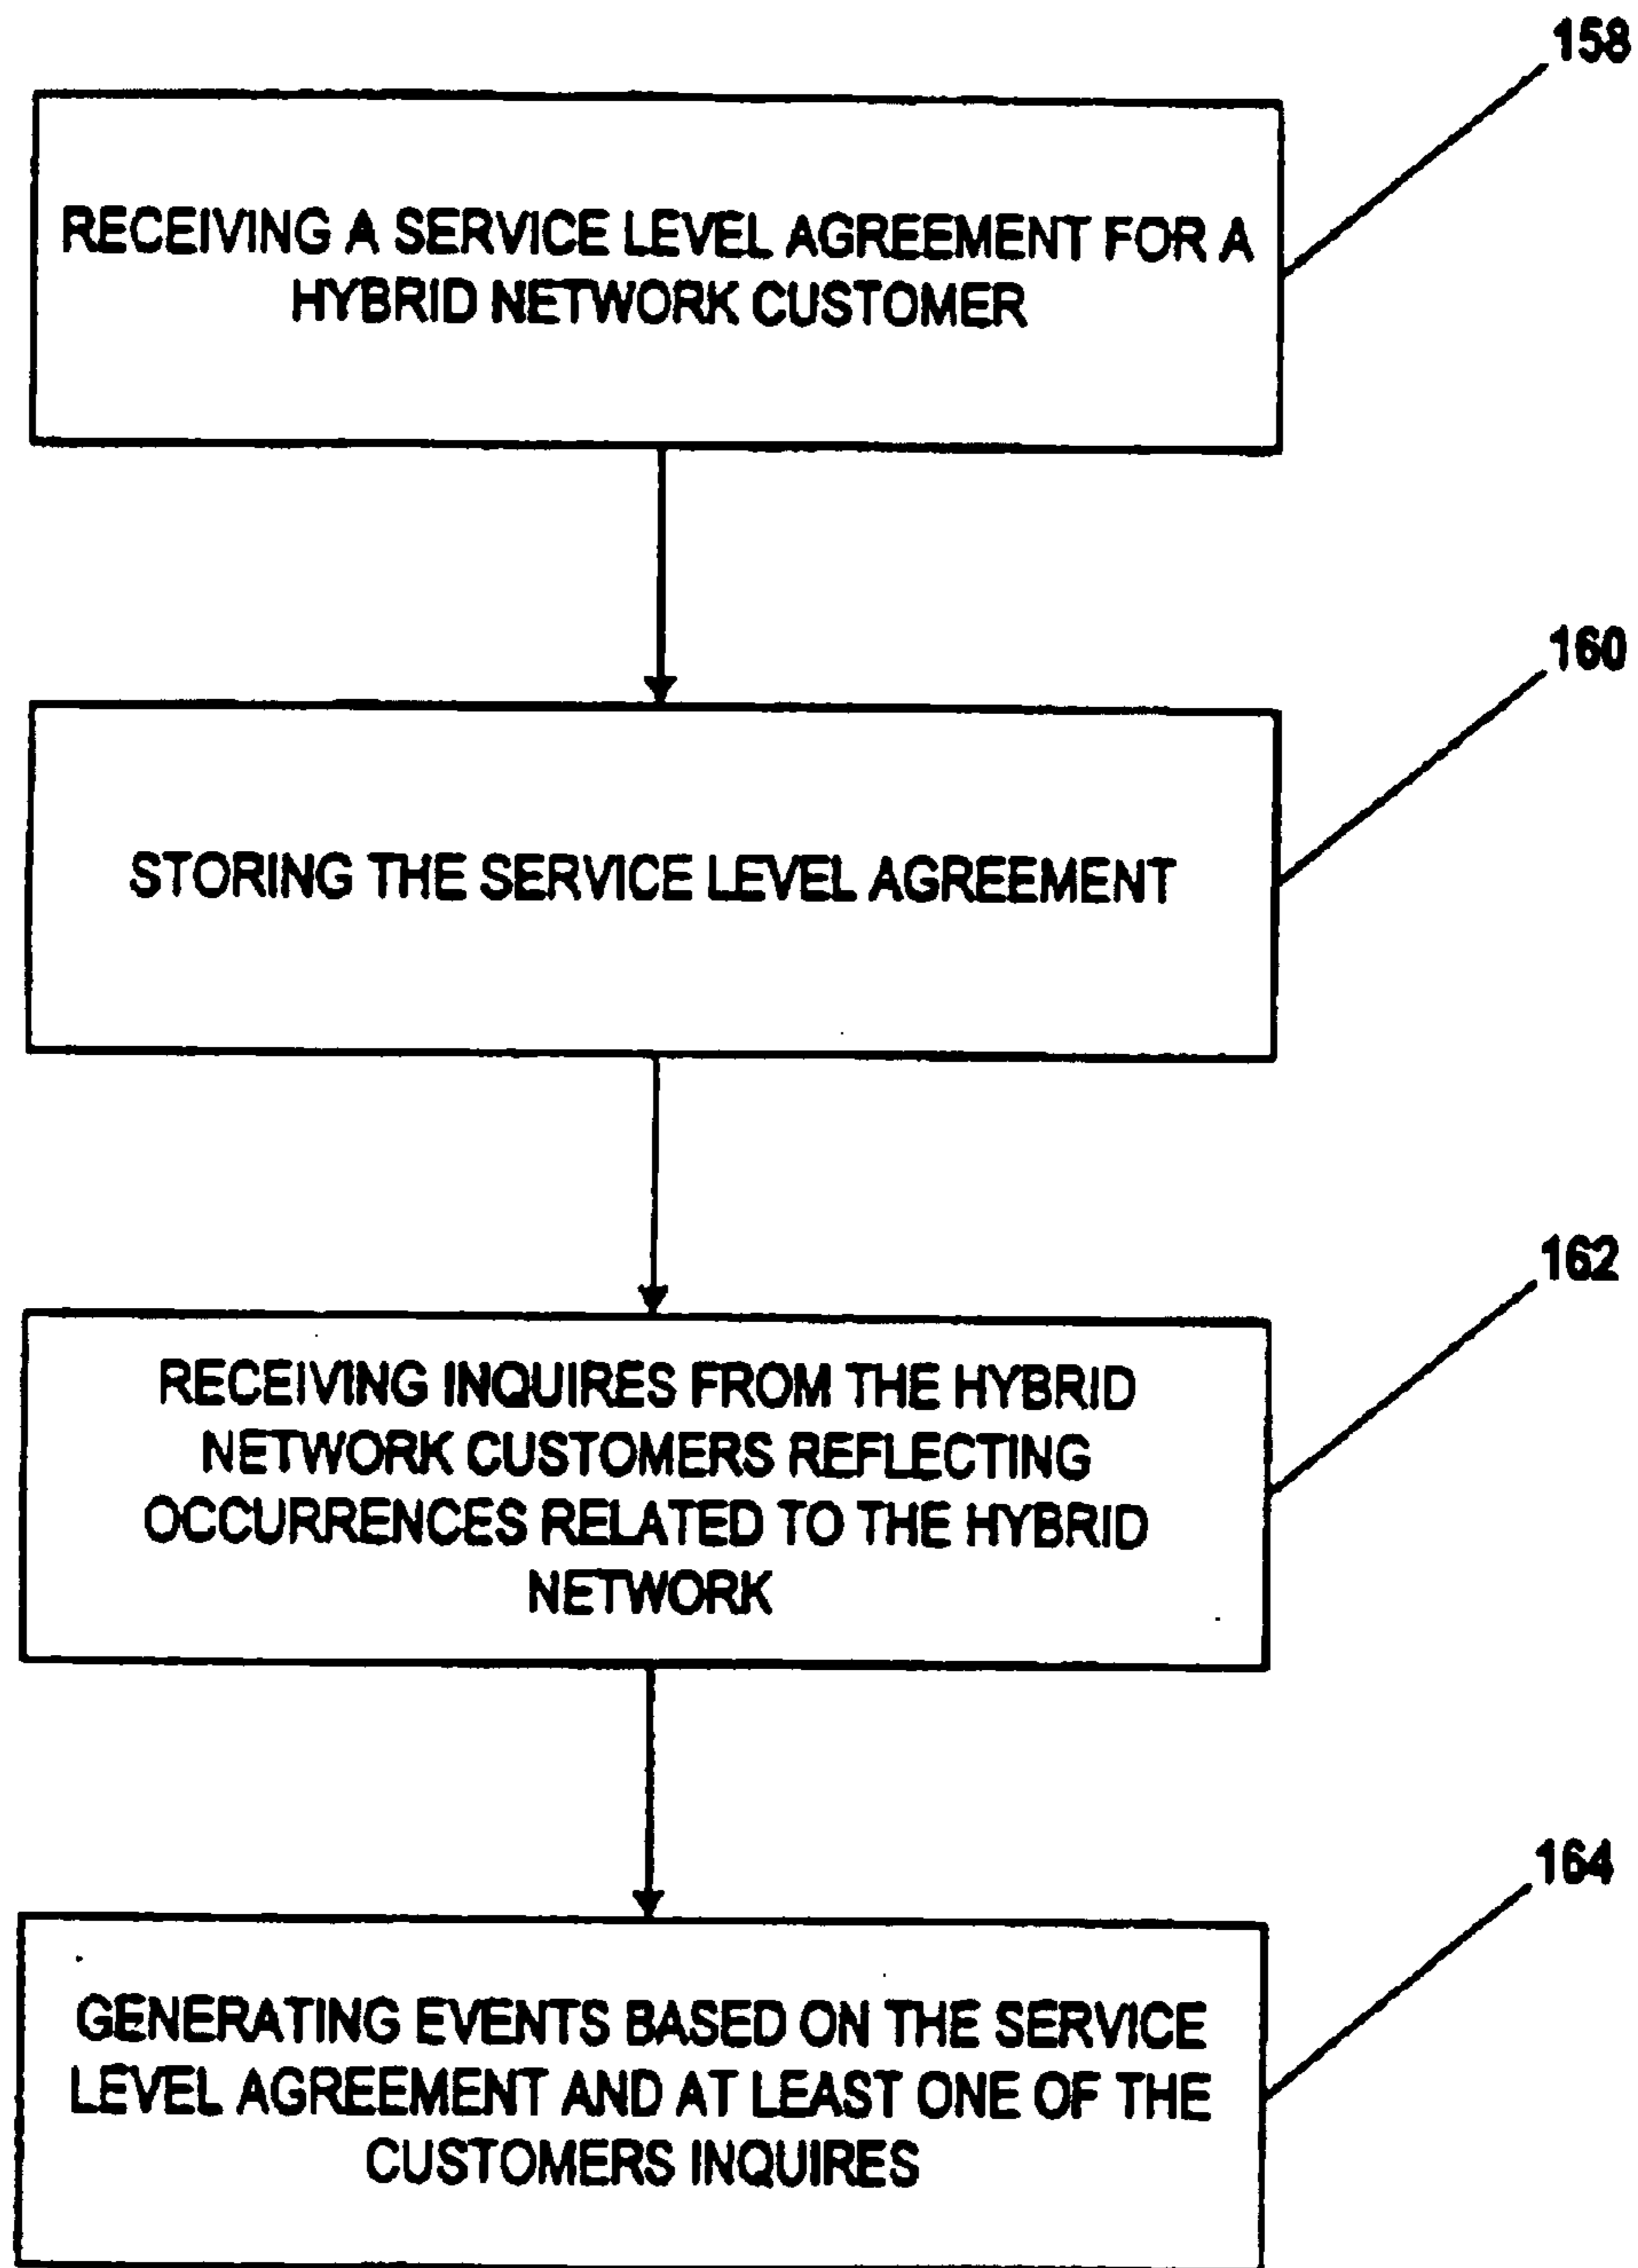 158
RECEIVING A SERVICE LEVEL AGREEMENT FOR A
HYBRID NETWORK CUSTOMER
160
STORING THE SERVICE LEVEL AGREEMENT
162
RECEIVING INQUIRES FROM THE HYBRID
NETWORK CUSTOMERS REFLECTING
OCCURRENCES RELATED TO THE HYBRID
NETWORK
164
GENERATING EVENTS BASED ON THE SERVICE
LEVEL AGREEMENT AND AT LEAST ONE OF THE
CUSTOMERS INQUIRES